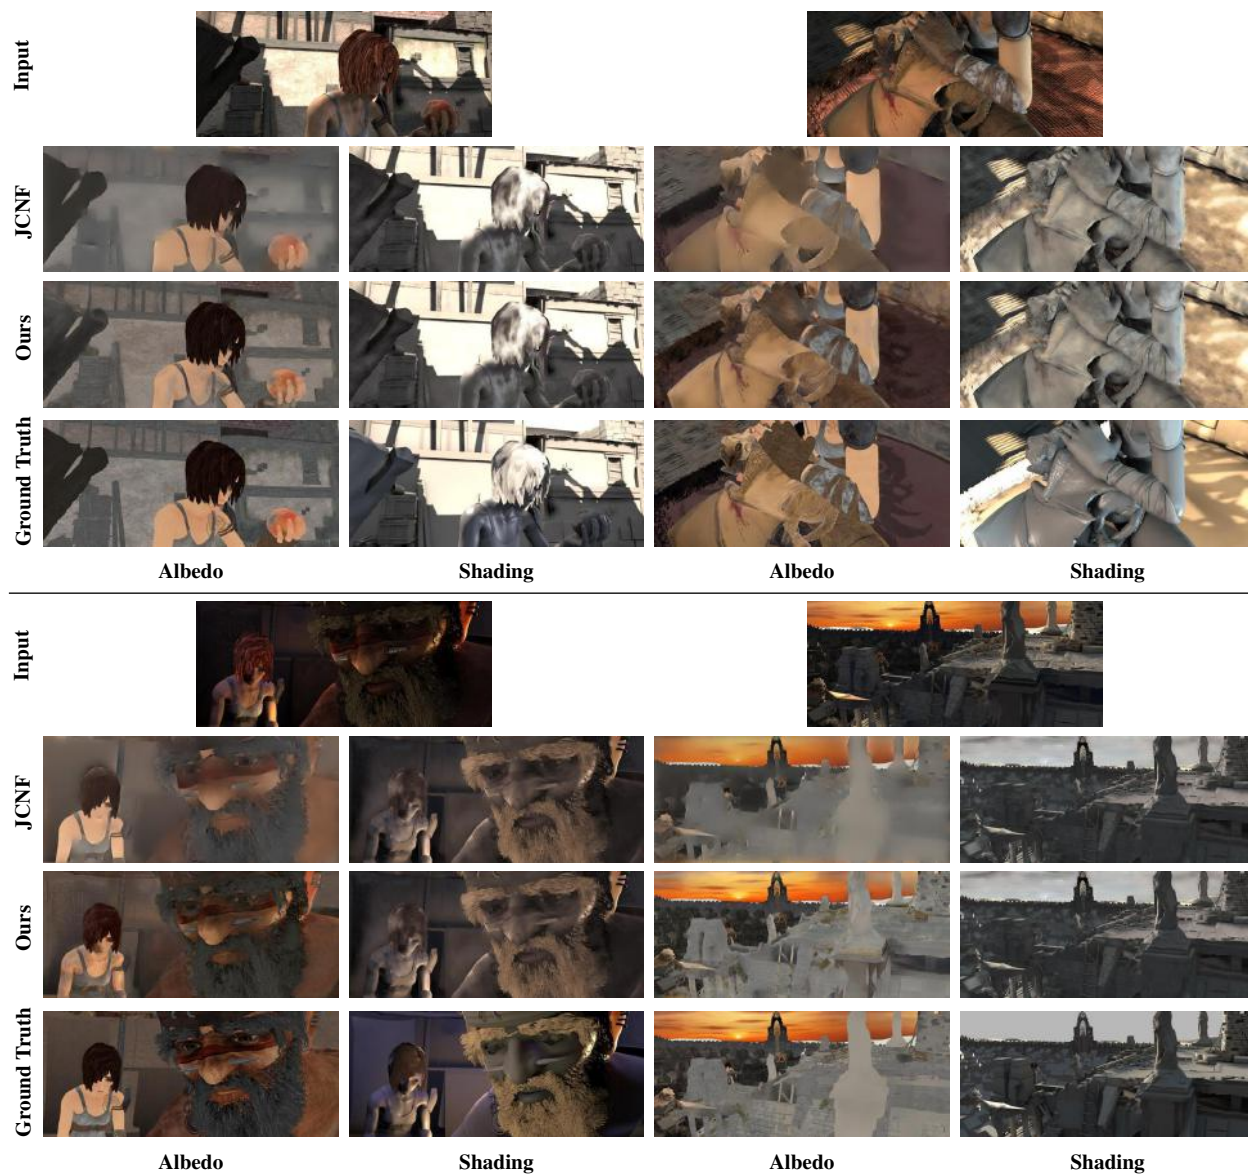 Input
JCNF
Ours
Ground Truth
Albedo Shading Albedo Shading
Input
JCNF
Ours
Ground Truth
Albedo Shading Albedo Shading